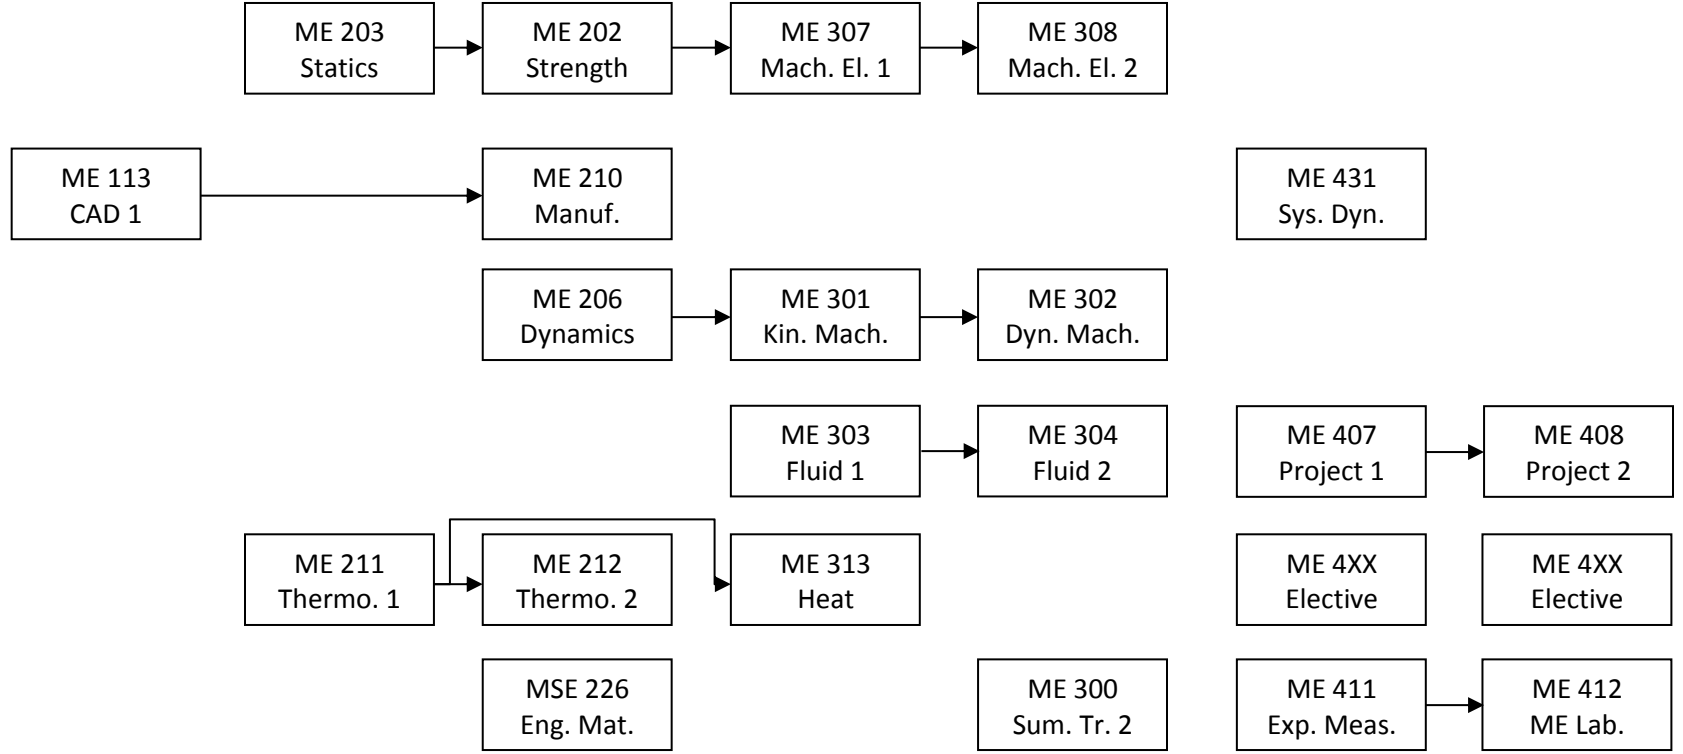 ME 203
Statics
ME 202
Strength
ME 307
Mach. El. 1
ME 308
Mach. El. 2
ME 113
CAD 1
ME 210
Manuf.
ME 431
Sys. Dyn.
ME 206
Dynamics
ME 301
Kin. Mach.
ME 302
Dyn. Mach.
ME 303
Fluid 1
ME 304
Fluid 2
ME 407
Project 1
ME 408
Project 2
ME 211
Thermo. 1
ME 212
Thermo. 2
ME 313
Heat
ME 4XX
Elective
ME 4XX
Elective
MSE 226
Eng. Mat.
ME 300
Sum. Tr. 2
ME 411
Exp. Meas.
ME 412
ME Lab.